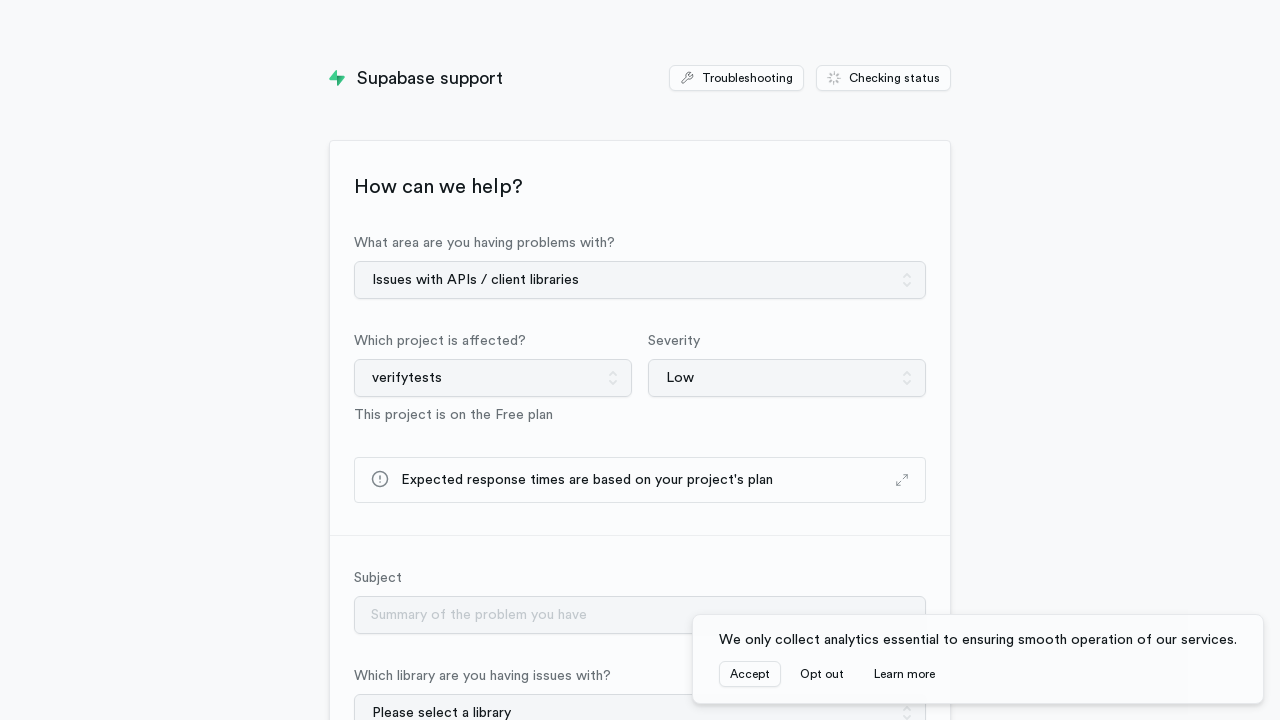 Supabase support
Troubleshooting
Checking status
How can we help?
What area are you having problems with?
Issues with APIs / client libraries
Which project is affected?
Severity
verifytests
Low
This project is on the Free plan
Expected response times are based on your project's plan
Subject
Summary of the problem you have
We only collect analytics essential to ensuring smooth operation of our services.
Accept
Opt out
Learn more
Which library are you having issues with?
Please select a library